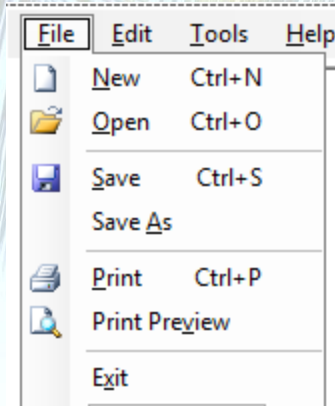 File Edit Tools Help
New Ctrl+N
Open Ctrl+O
Save Ctrl+S
Save As
Print Ctrl+P
Print Preview
Exit